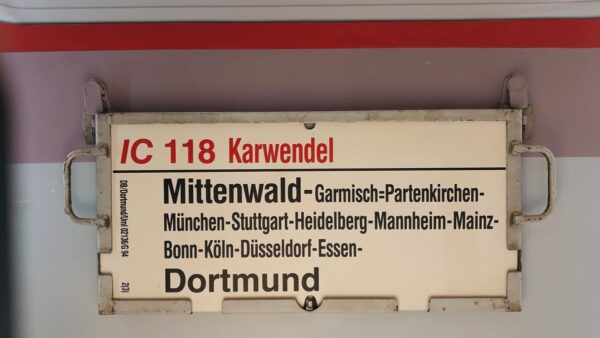 IC 118 Karwendel
Mittenwald-Garmisch=Partenkirchen-
München-Stuttgart-Heidelberg-Mannheim-Mainz-
Bonn-Köln-Düsseldorf-Essen-
Dortmund